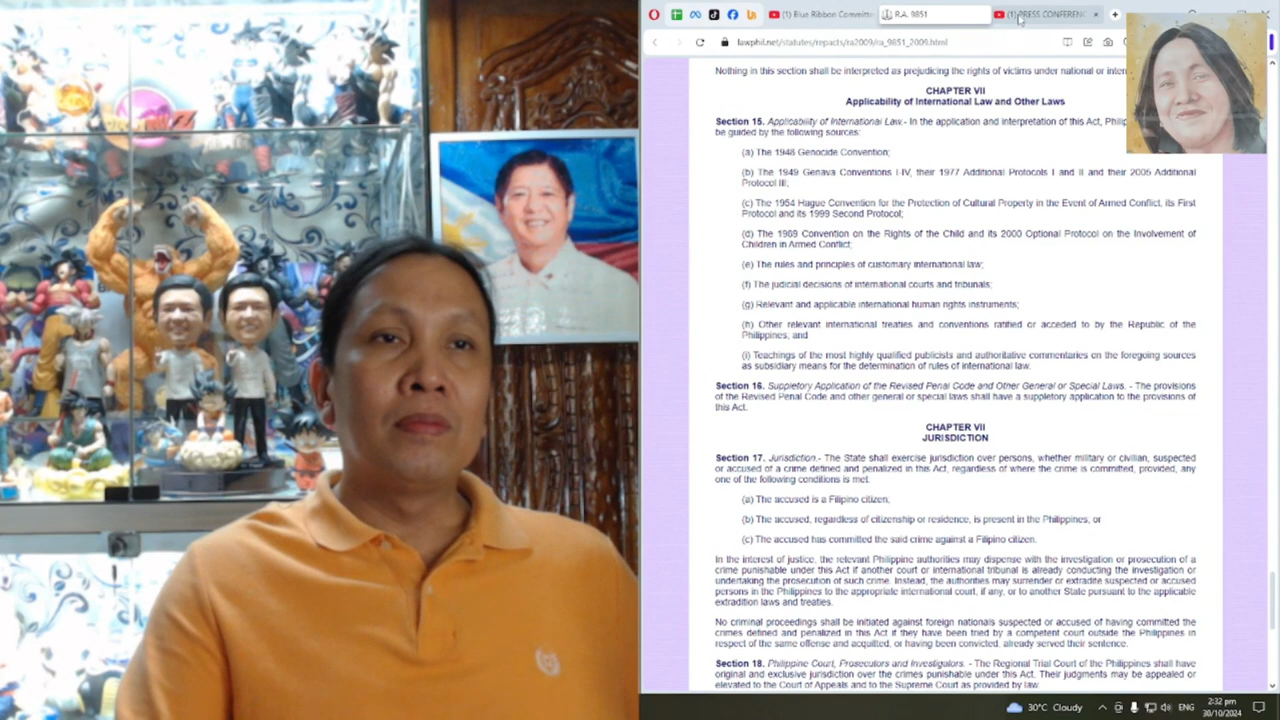 (1) Blue Ribbon Committe
R.A. 9851
(1) PRESS CONFERENC
lawphil.net/statutes/repacts/ra2009/ra_9851_2009.html
Nothing in this section shall be interpreted as prejudicing the rights of victims under national or intern
CHAPTER VII
Applicability of International Law and Other Laws
Section 15. Applicability of International Law.- In the application and interpretation of this Act, Philip
be guided by the following sources:
(a) The 1948 Genocide Convention;
(b) The 1949 Genava Conventions I-IV, their 1977 Additional Protocols I and II and their 2005 Additional
Protocol III;
(c) The 1954 Hague Convention for the Protection of Cultural Property in the Event of Armed Conflict, its First
Protocol and its 1999 Second Protocol;
(d) The 1989 Convention on the Rights of the Child and its 2000 Optional Protocol on the Involvement of
Children in Armed Conflict;
(e) The rules and principles of customary international law;
(f) The judicial decisions of international courts and tribunals;
(g) Relevant and applicable international human rights instruments;
(h) Other relevant international treaties and conventions ratified or acceded to by the Republic of the
Philippines; and
(i) Teachings of the most highly qualified publicists and authoritative commentaries on the foregoing sources
as subsidiary means for the determination of rules of international law.
Section 16. Suppletory Application of the Revised Penal Code and Other General or Special Laws. - The provisions
of the Revised Penal Code and other general or special laws shall have a suppletory application to the provisions of
this Act.
CHAPTER VII
JURISDICTION
Section 17. Jurisdiction.- The State shall exercise jurisdiction over persons, whether military or civilian, suspected
or accused of a crime defined and penalized in this Act, regardless of where the crime is committed, provided, any
one of the following conditions is met:
(a) The accused is a Filipino citizen;
(b) The accused, regardless of citizenship or residence, is present in the Philippines; or
(c) The accused has committed the said crime against a Filipino citizen.
In the interest of justice, the relevant Philippine authorities may dispense with the investigation or prosecution of a
crime punishable under this Act if another court or international tribunal is already conducting the investigation or
undertaking the prosecution of such crime. Instead, the authorities may surrender or extradite suspected or accused
persons in the Philippines to the appropriate international court, if any, or to another State pursuant to the applicable
extradition laws and treaties.
No criminal proceedings shall be initiated against foreign nationals suspected or accused of having committed the
crimes defined and penalized in this Act if they have been tried by a competent court outside the Philippines in
respect of the same offense and acquitted, or having been convicted, already served their sentence.
Section 18. Philippine Court, Prosecutors and Investigators. - The Regional Trial Court of the Philippines shall have
original and exclusive jurisdiction over the crimes punishable under this Act. Their judgments may be appealed or
elevated to the Court of Appeals and to the Supreme Court as provided by law.
30°C Cloudy
ENG
2:32 pm
30/10/2024